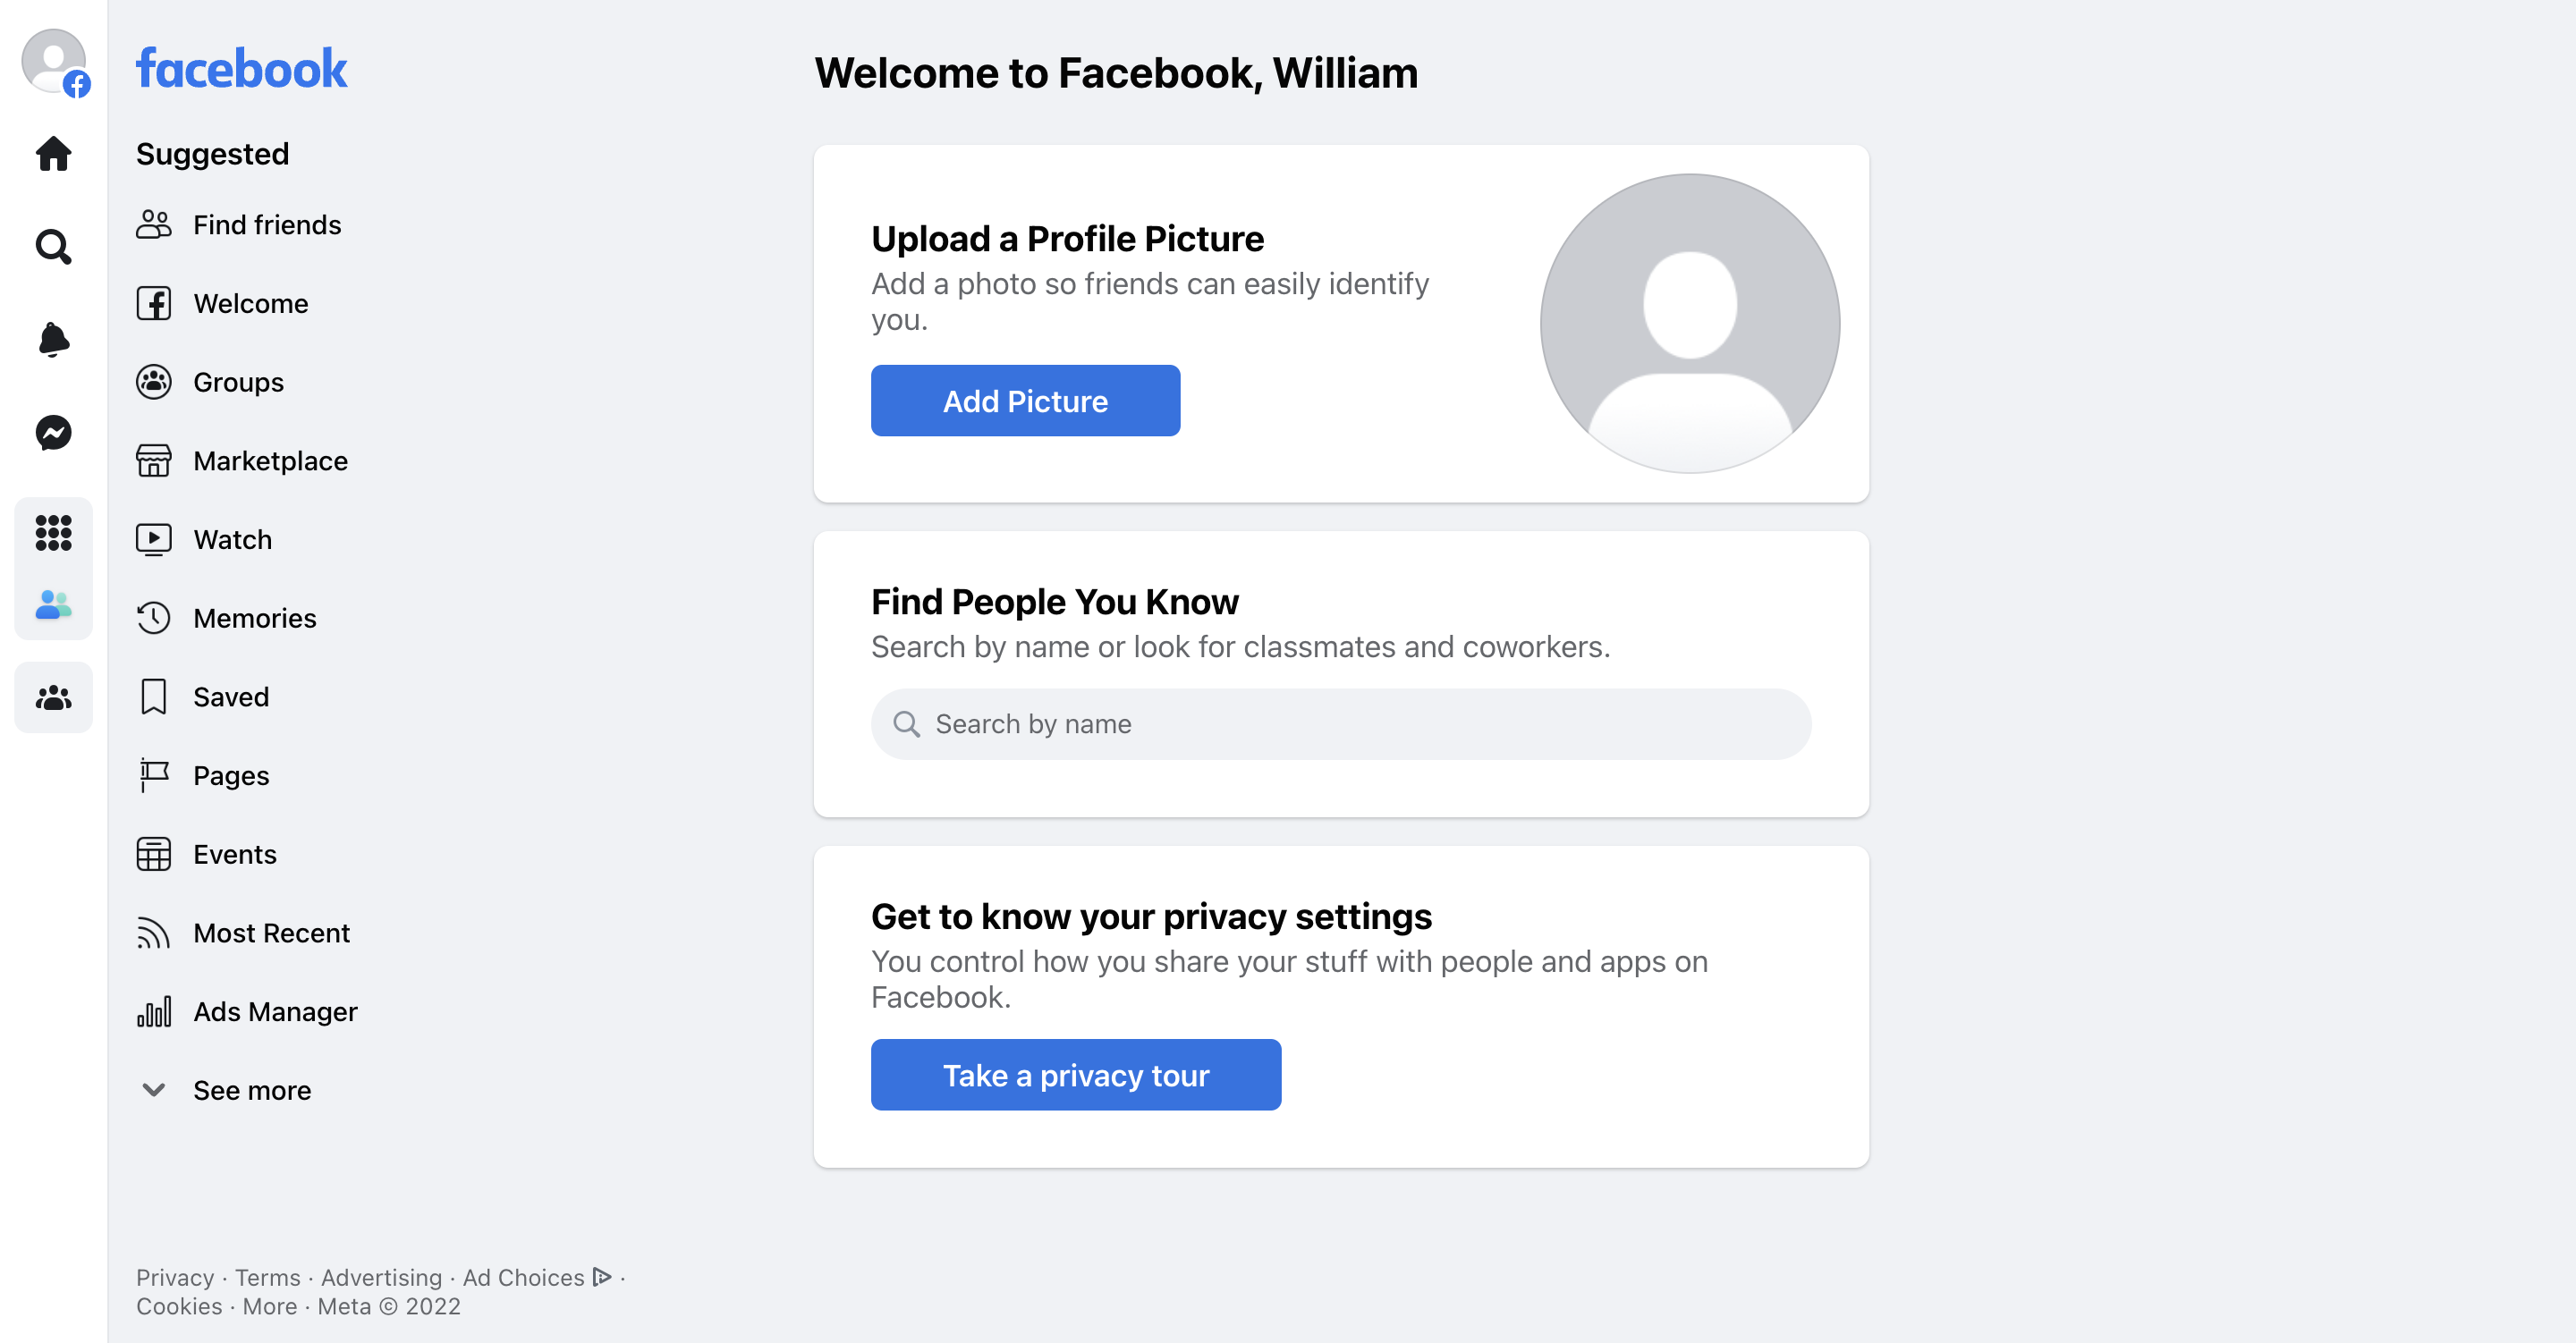 facebook
Suggested
Find friends
Welcome
Groups
Marketplace
Watch
Memories
Saved
Pages
Events
Most Recent
Ads Manager
See more
Privacy · Terms · Advertising · Ad Choices ·
Cookies · More · Meta © 2022
Welcome to Facebook, William
Upload a Profile Picture
Add a photo so friends can easily identify
you.
Add Picture
Find People You Know
Search by name or look for classmates and coworkers.
Search by name
Get to know your privacy settings
You control how you share your stuff with people and apps on
Facebook.
Take a privacy tour